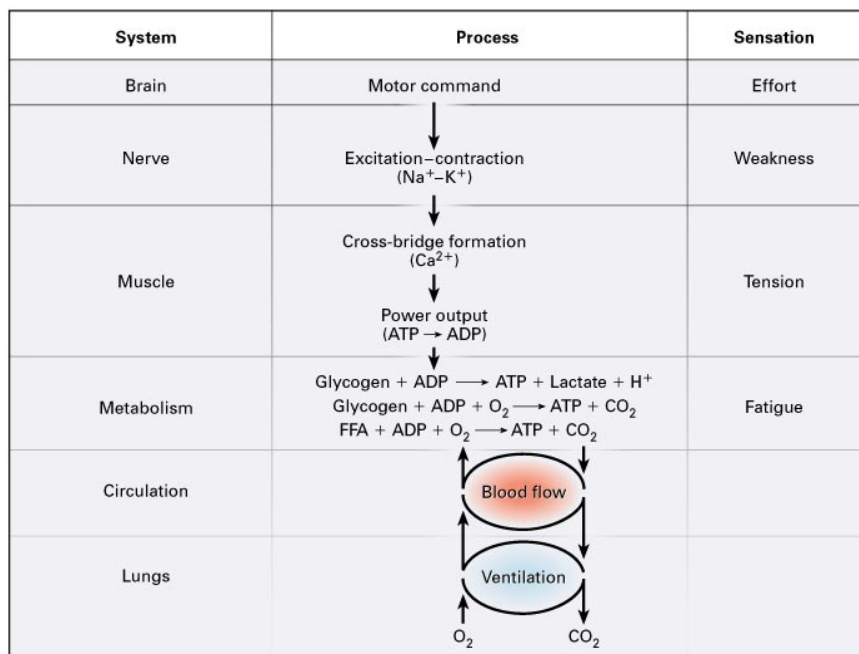 System Process Sensation
Brain Motor command Effort
Nerve Excitation–contraction Weakness
(Na⁺–K⁺)
Cross-bridge formation
(Ca²⁺)
Muscle Tension
Power output
(ATP → ADP)
Glycogen + ADP → ATP + Lactate + H⁺
Metabolism Glycogen + ADP + O₂ → ATP + CO₂ Fatigue
FFA + ADP + O₂ → ATP + CO₂
Circulation Blood flow
Lungs Ventilation
O₂ CO₂